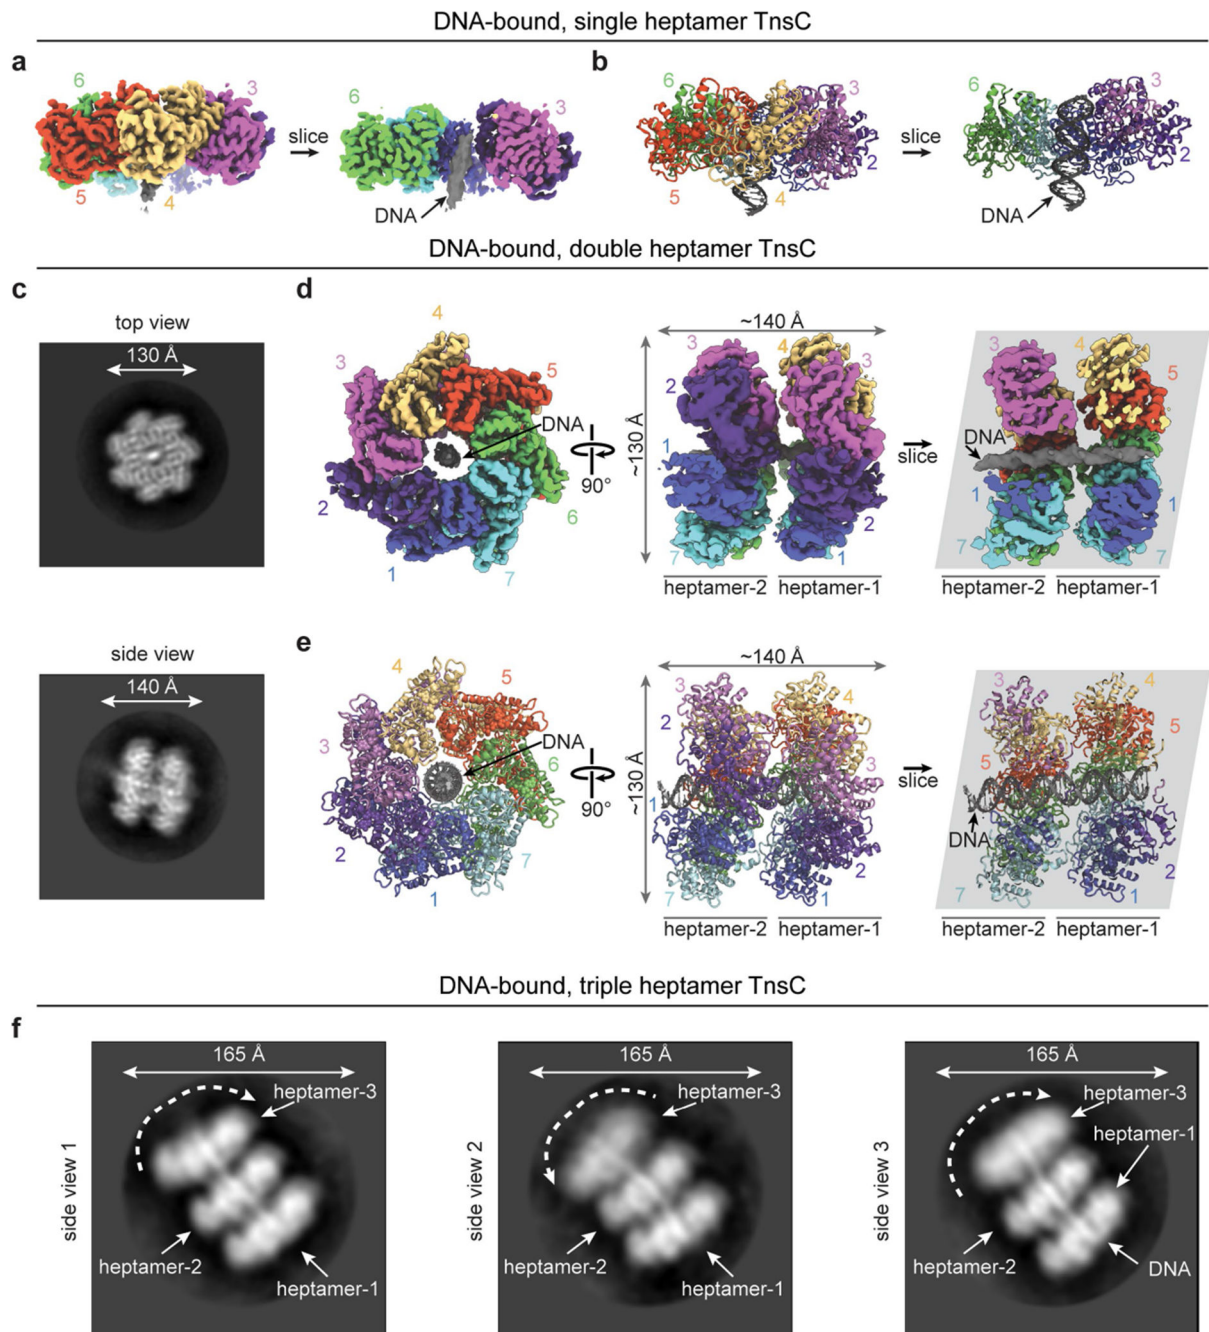 DNA-bound, single heptamer TnsC
a
b
6
5
4
3
slice
6
3
DNA
6
5
4
3
2
slice
6
3
2
DNA
DNA-bound, double heptamer TnsC
c
d
top view
130 Å
4
3
5
DNA
2
6
1
7
90°
~140 Å
~130 Å
3
2
4
3
1
2
7
1
heptamer-2
heptamer-1
slice
3
4
5
DNA
1
1
7
7
heptamer-2
heptamer-1
side view
140 Å
e
4
5
3
DNA
6
2
7
1
90°
~140 Å
~130 Å
3
2
4
3
1
2
7
1
heptamer-2
heptamer-1
slice
3
4
5
5
DNA
2
7
1
heptamer-2
heptamer-1
DNA-bound, triple heptamer TnsC
f
side view 1
165 Å
heptamer-3
heptamer-2
heptamer-1
side view 2
165 Å
heptamer-3
heptamer-2
heptamer-1
side view 3
165 Å
heptamer-3
heptamer-1
heptamer-2
DNA